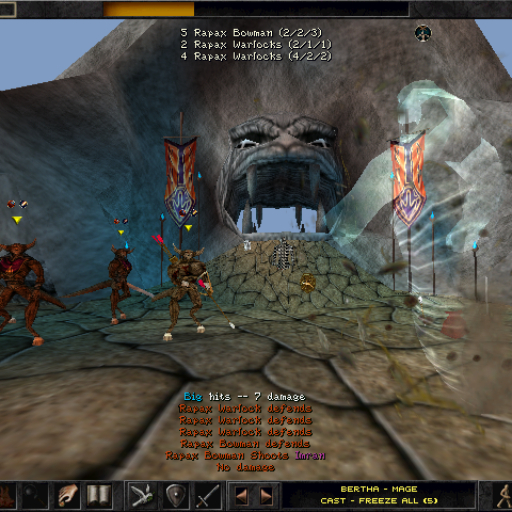 5 Rapax Bowman (2/2/3)
2 Rapax Warlocks (2/1/1)
4 Rapax Warlocks (4/2/2)
Big hits -- 7 damage
Rapax Warlock defends
Rapax Warlock defends
Rapax Warlock defends
Rapax Bowman defends
Rapax Bowman Shoots Imran
No damage
BERTHA - MAGE
CAST - FREEZE ALL (5)